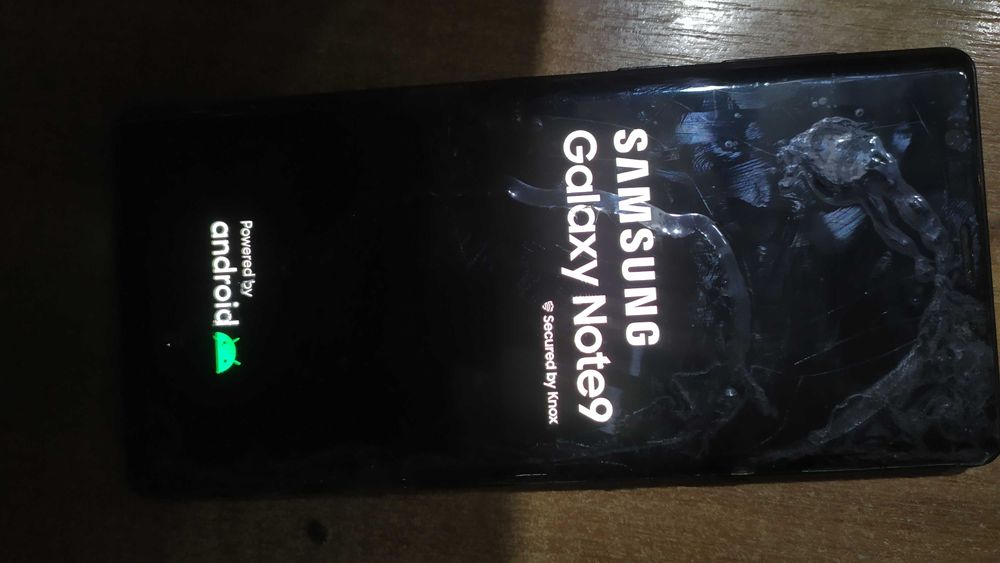 SAMSUNG
Galaxy Note9
Secured by Knox
Powered by
android